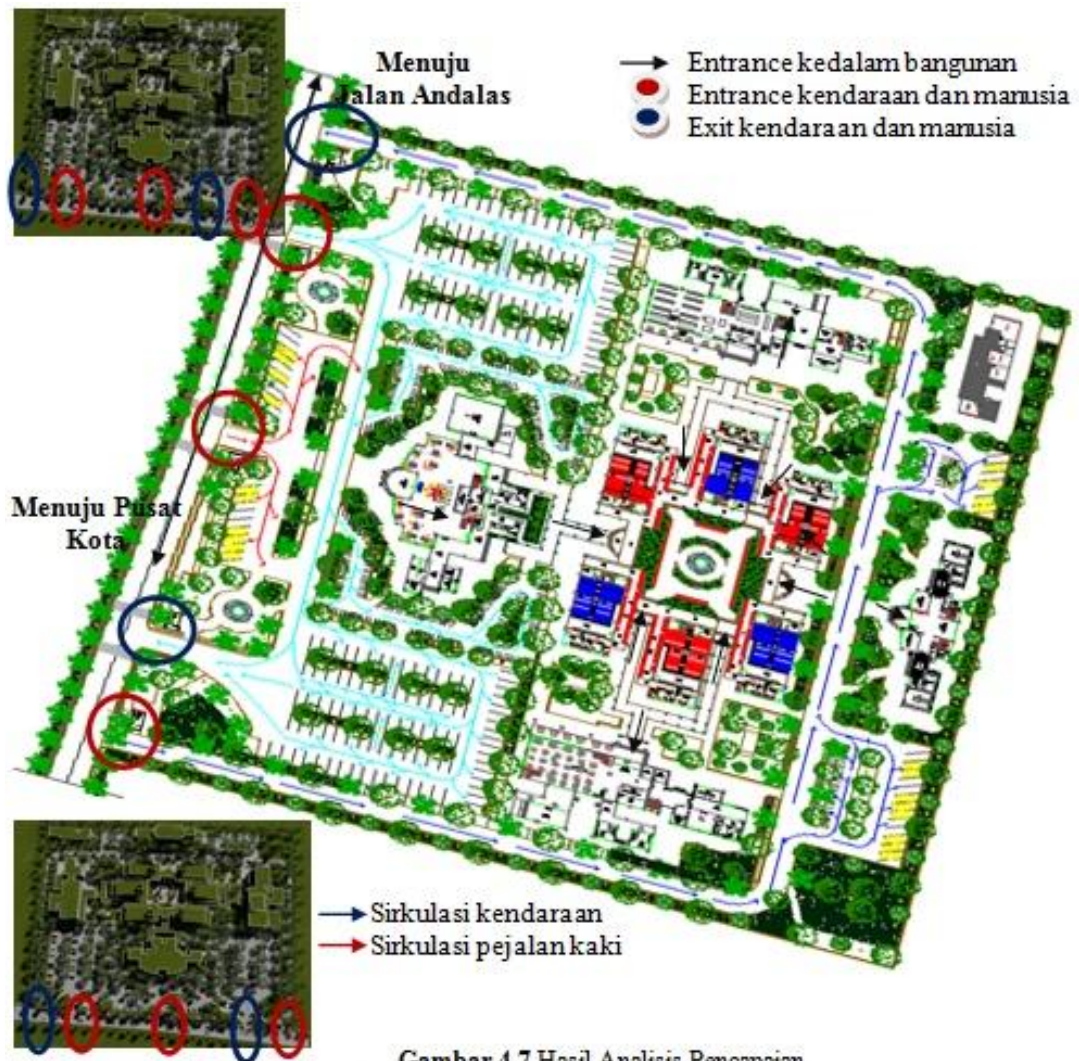 Menuju
Jalan Andalas
Entrance kedalam bangunan
Entrance kendaraan dan manusia
Exit kendaraan dan manusia
Menuju Pusat
Kota
Sirkulasi kendaraan
Sirkulasi pejalan kaki
Gambar 4.7 Hasil Analisis Pencapaian